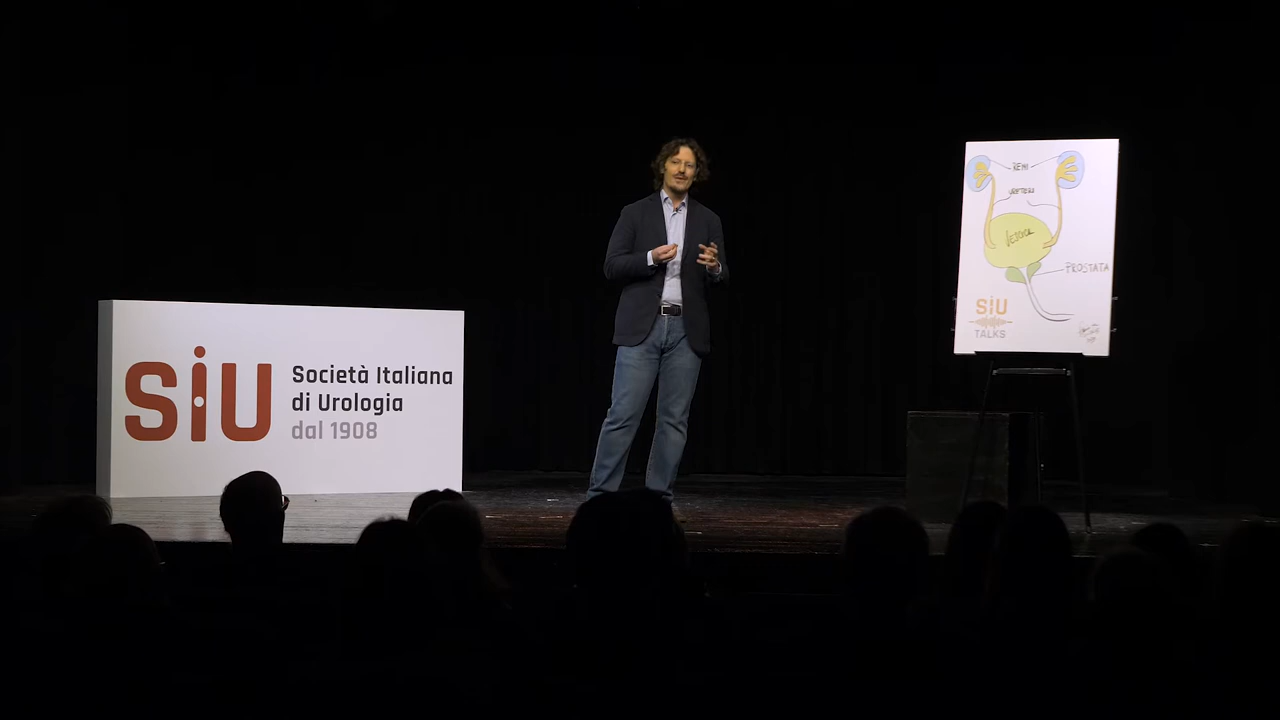 SiU
Società Italiana
di Urologia
dal 1908
RENI
URETERI
VESCICA
PROSTATA
SiU
TALKS